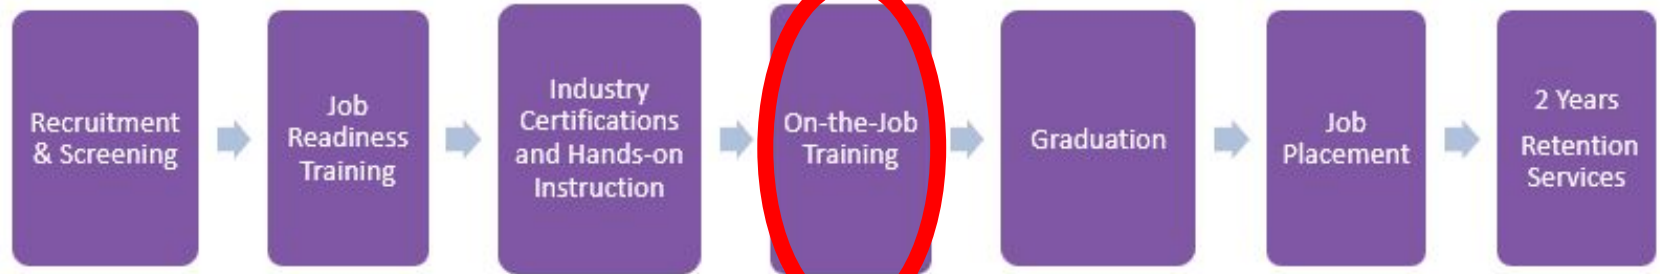 Recruitment
& Screening
Job
Readiness
Training
Industry
Certifications
and Hands-on
Instruction
On-the-Job
Training
Graduation
Job
Placement
2 Years
Retention
Services